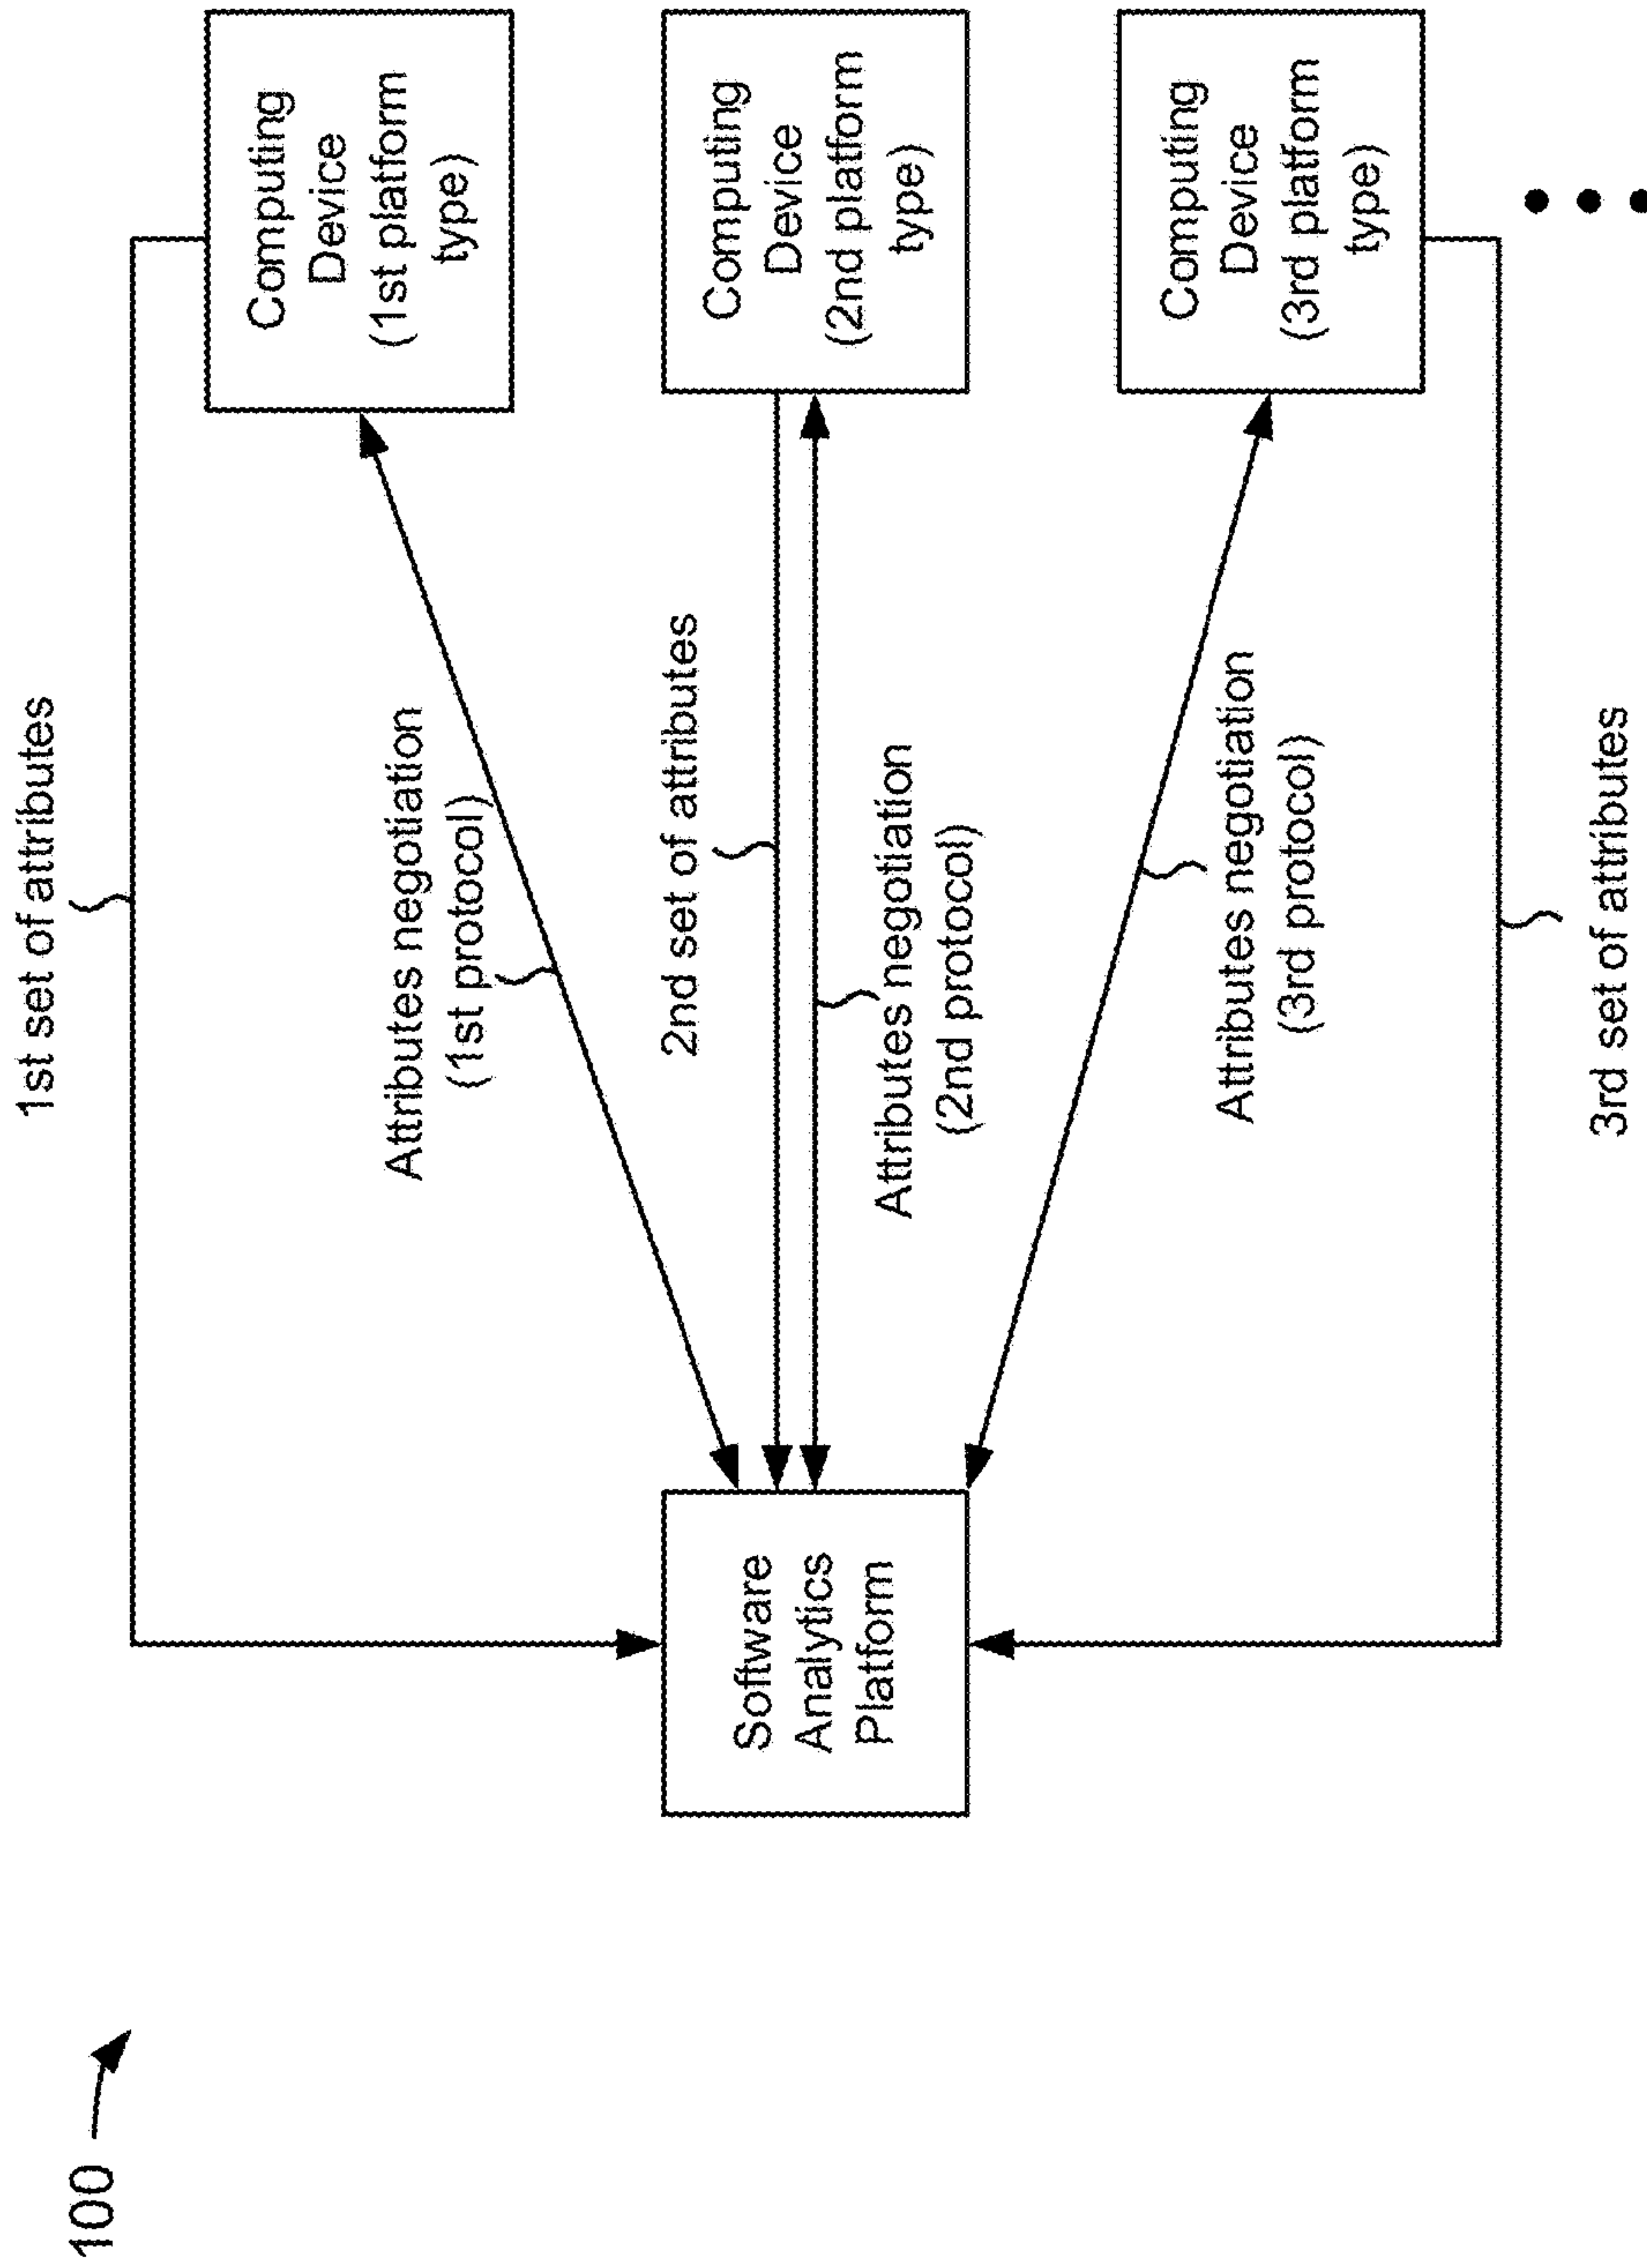 100
1st set of attributes
Computing
Device
(1st platform
type)
Attributes negotiation
(1st protocol)
2nd set of attributes
Software
Analytics
Platform
Computing
Device
(2nd platform
type)
Attributes negotiation
(2nd protocol)
Attributes negotiation
(3rd protocol)
Computing
Device
(3rd platform
type)
3rd set of attributes